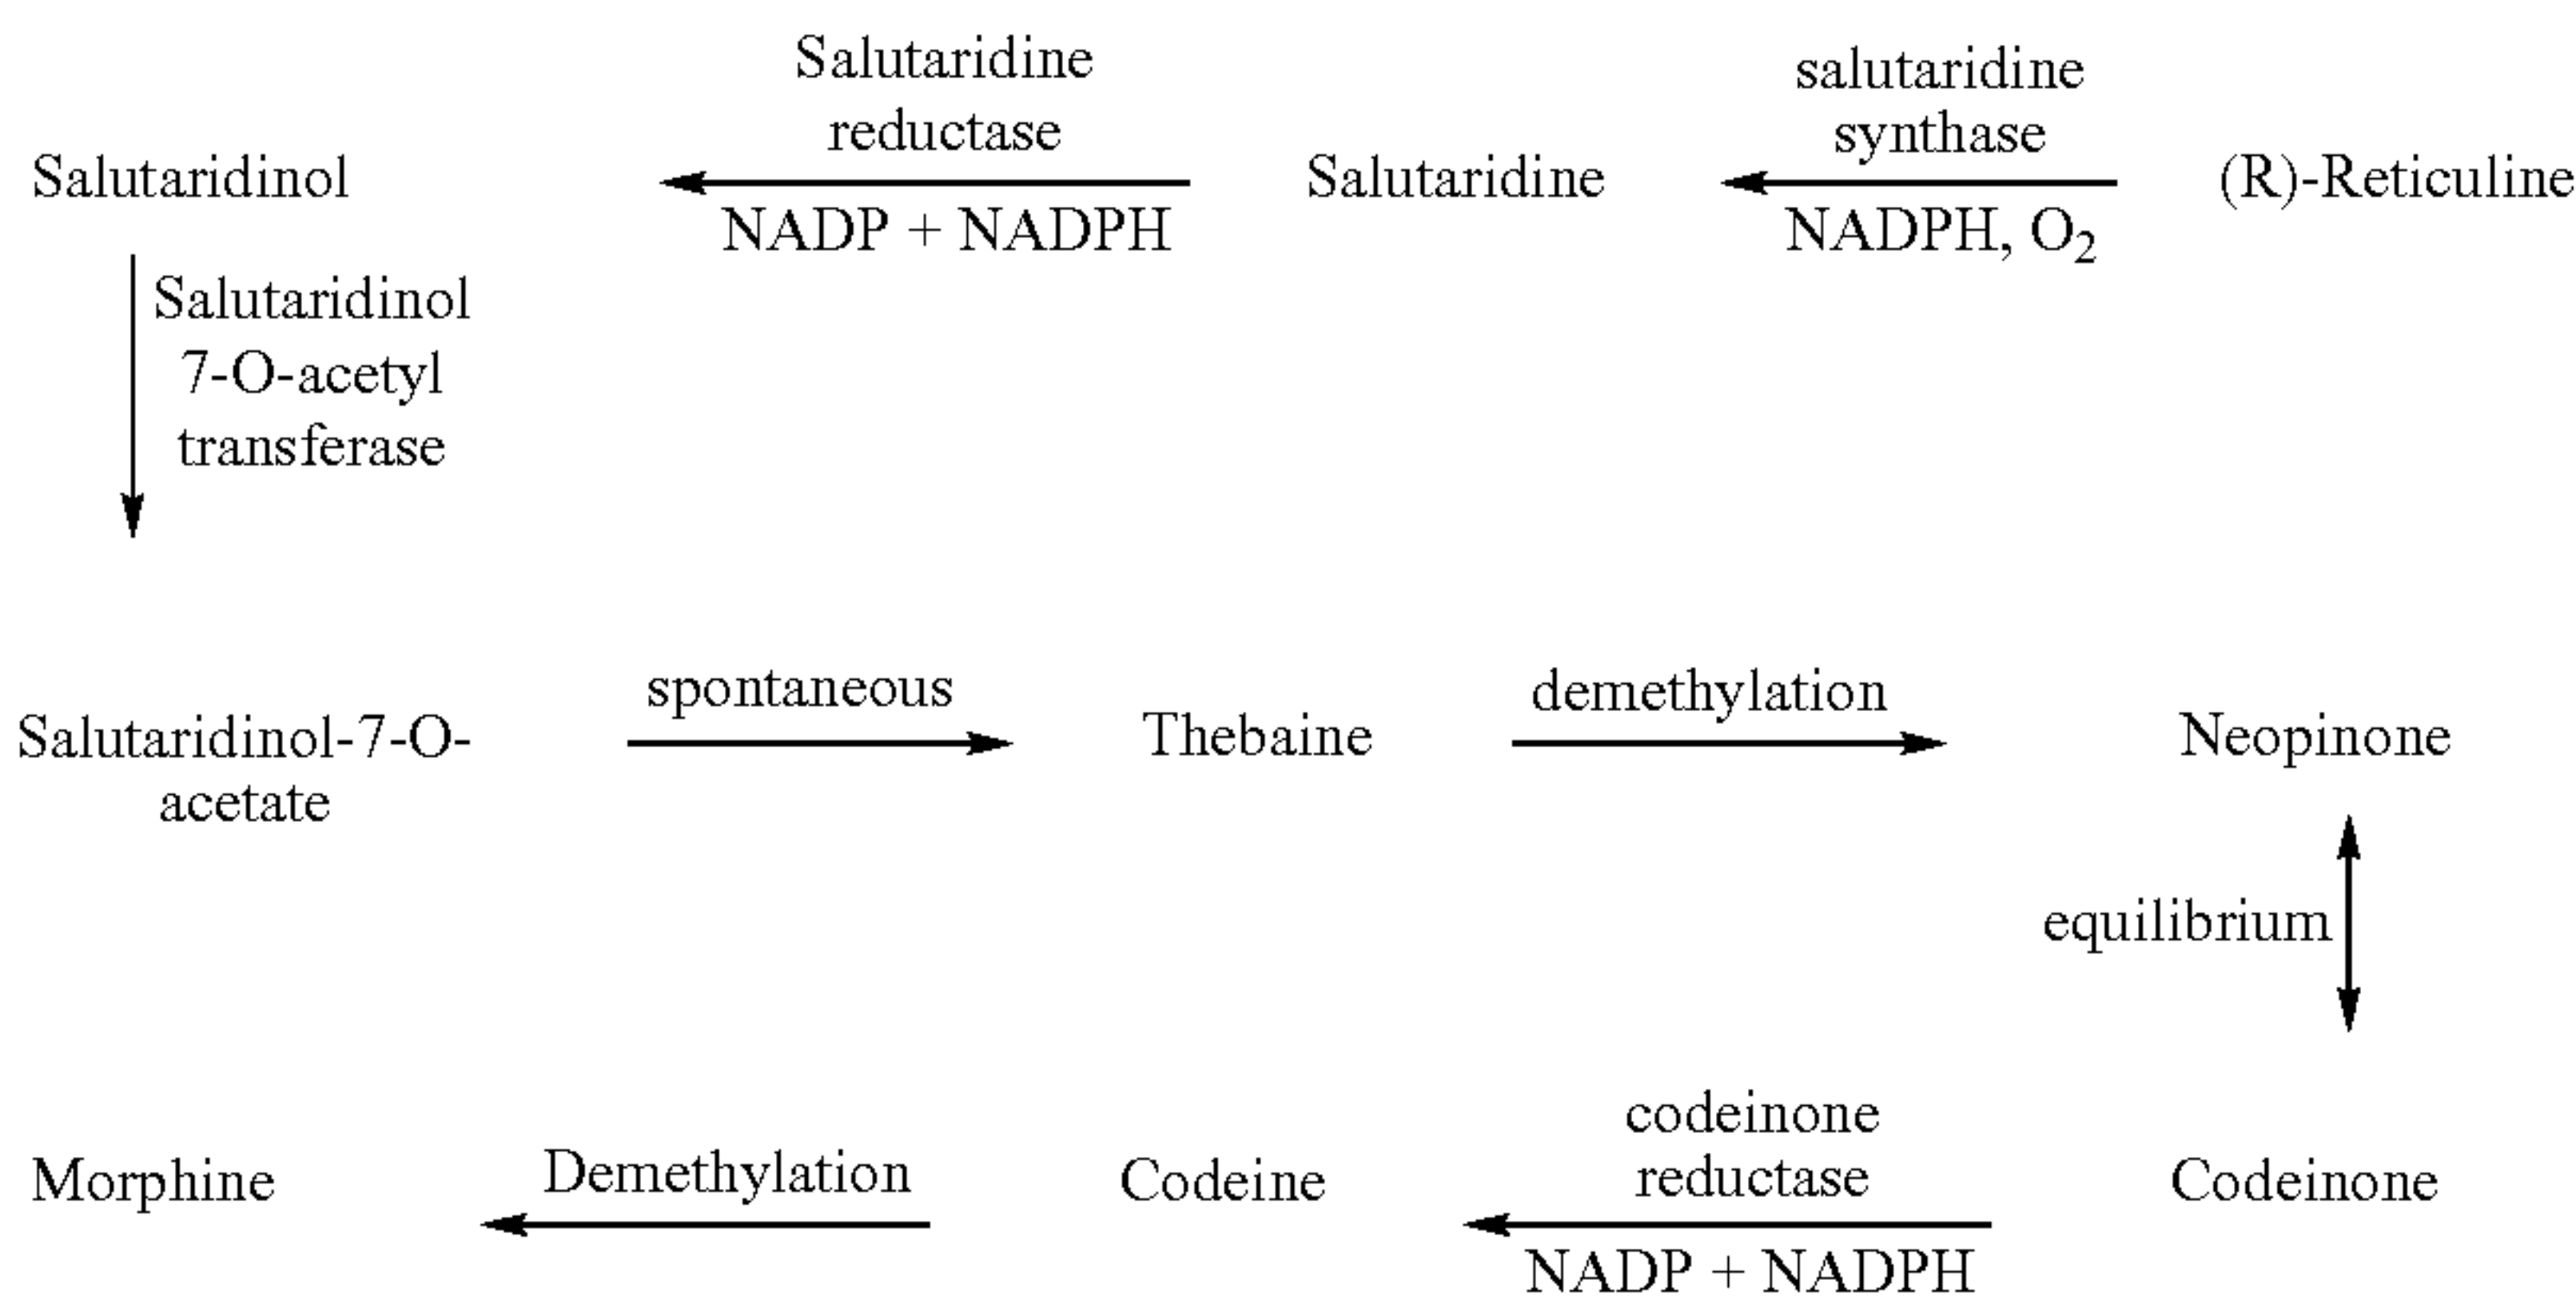 Salutaridine
reductase
salutaridine
synthase
Salutaridinol
Salutaridine
(R)-Reticuline
NADP + NADPH
NADPH, O₂
Salutaridinol
7-O-acetyl
transferase
Salutaridinol-7-O-
acetate
spontaneous
Thebaine
demethylation
Neopinone
equilibrium
codeinone
reductase
Morphine
Demethylation
Codeine
Codeinone
NADP + NADPH